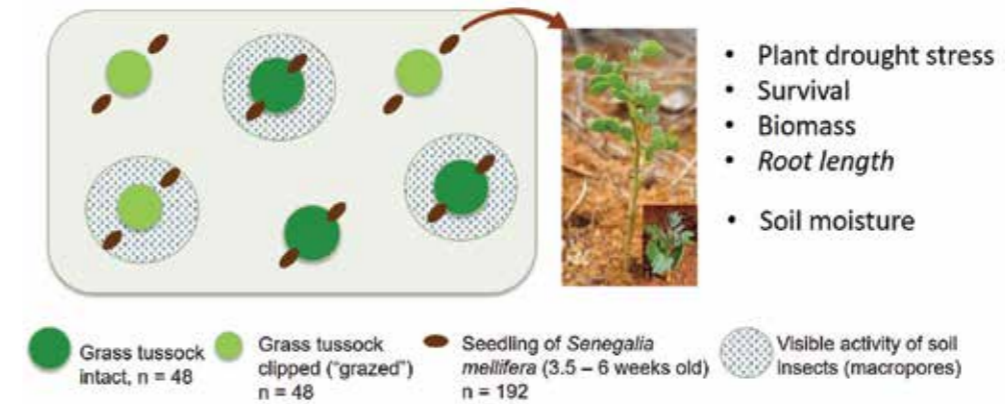 • Plant drought stress
• Survival
• Biomass
• Root length
• Soil moisture
Grass tussock
intact, n = 48
Grass tussock
clipped ("grazed")
n = 48
Seedling of Senegalia
mellifera (3.5 – 6 weeks old)
n = 192
Visible activity of soil
Insects (macropores)